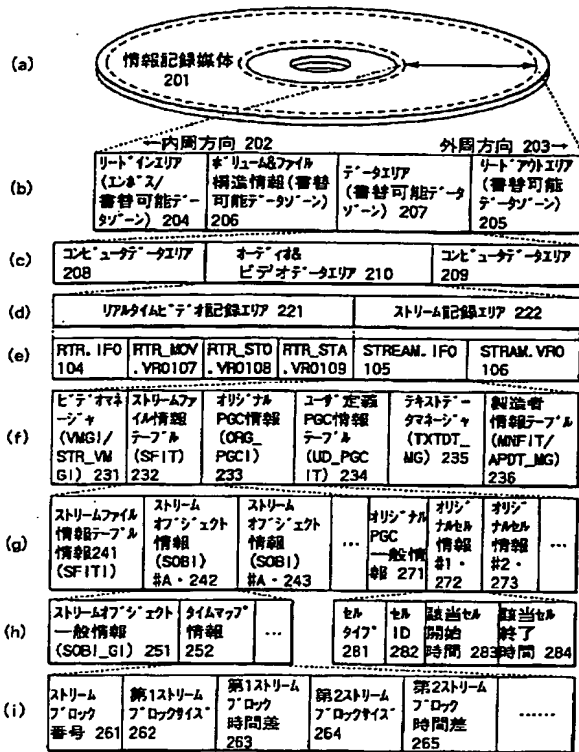 (a)
情報記録媒体
201
←内周方向 202
外周方向 203→
(b)
リードインエリア
(エンボス/
書替可能デー
タゾーン) 204
ボリューム&ファイル
構造情報(書替
可能データゾーン)
206
データエリア
(書替可能データ
ゾーン) 207
リードアウトエリア
(書替可能
データゾーン)
205
(c)
コンピュータデータエリア
208
オーディオ&
ビデオデータエリア 210
コンピュータデータエリア
209
(d)
リアルタイムビデオ記録エリア 221
ストリーム記録エリア 222
(e)
RTR.IFO
104
RTR_MOV
.VRO107
RTR_STO
.VRO108
RTR_STA
.VRO109
STREAM.IFO
105
STRAM.VRO
106
(f)
ビデオマネ
ージャ
(VMGI/
STR_VM
GI) 231
ストリームファ
イル情報
テーブル
(SFIT)
232
オリジナル
PGC情報
(ORG_
PGCI)
233
ユーザ定義
PGC情報
テーブル
(UD_PGC
IT) 234
テキストデー
タマネージャ
(TXTDT_
MG) 235
製造者
情報テーブル
(MNFIT/
APDT_MG)
236
(g)
ストリームファイル
情報テーブル
情報241
(SFITI)
ストリーム
オブジェクト
情報
(SOBI)
#A・242
ストリーム
オブジェクト
情報
(SOBI)
#A・243
…
オリジナル
PGC
一般情
報 271
オリジ
ナルセル
情報
#1・
272
オリジ
ナルセル
情報
#2・
273
……
(h)
ストリームオブジェクト
一般情報
(SOBI_GI) 251
タイムマップ
情報
252
…
セル
タイプ
281
セル
ID
282
該当セル
開始
時間 283
該当セル
終了
時間 284
(i)
ストリーム
ブロック
番号 261
第1ストリーム
ブロックサイズ
262
第1ストリーム
ブロック
時間差
263
第2ストリーム
ブロックサイズ
264
第2ストリーム
ブロック
時間差
265
……